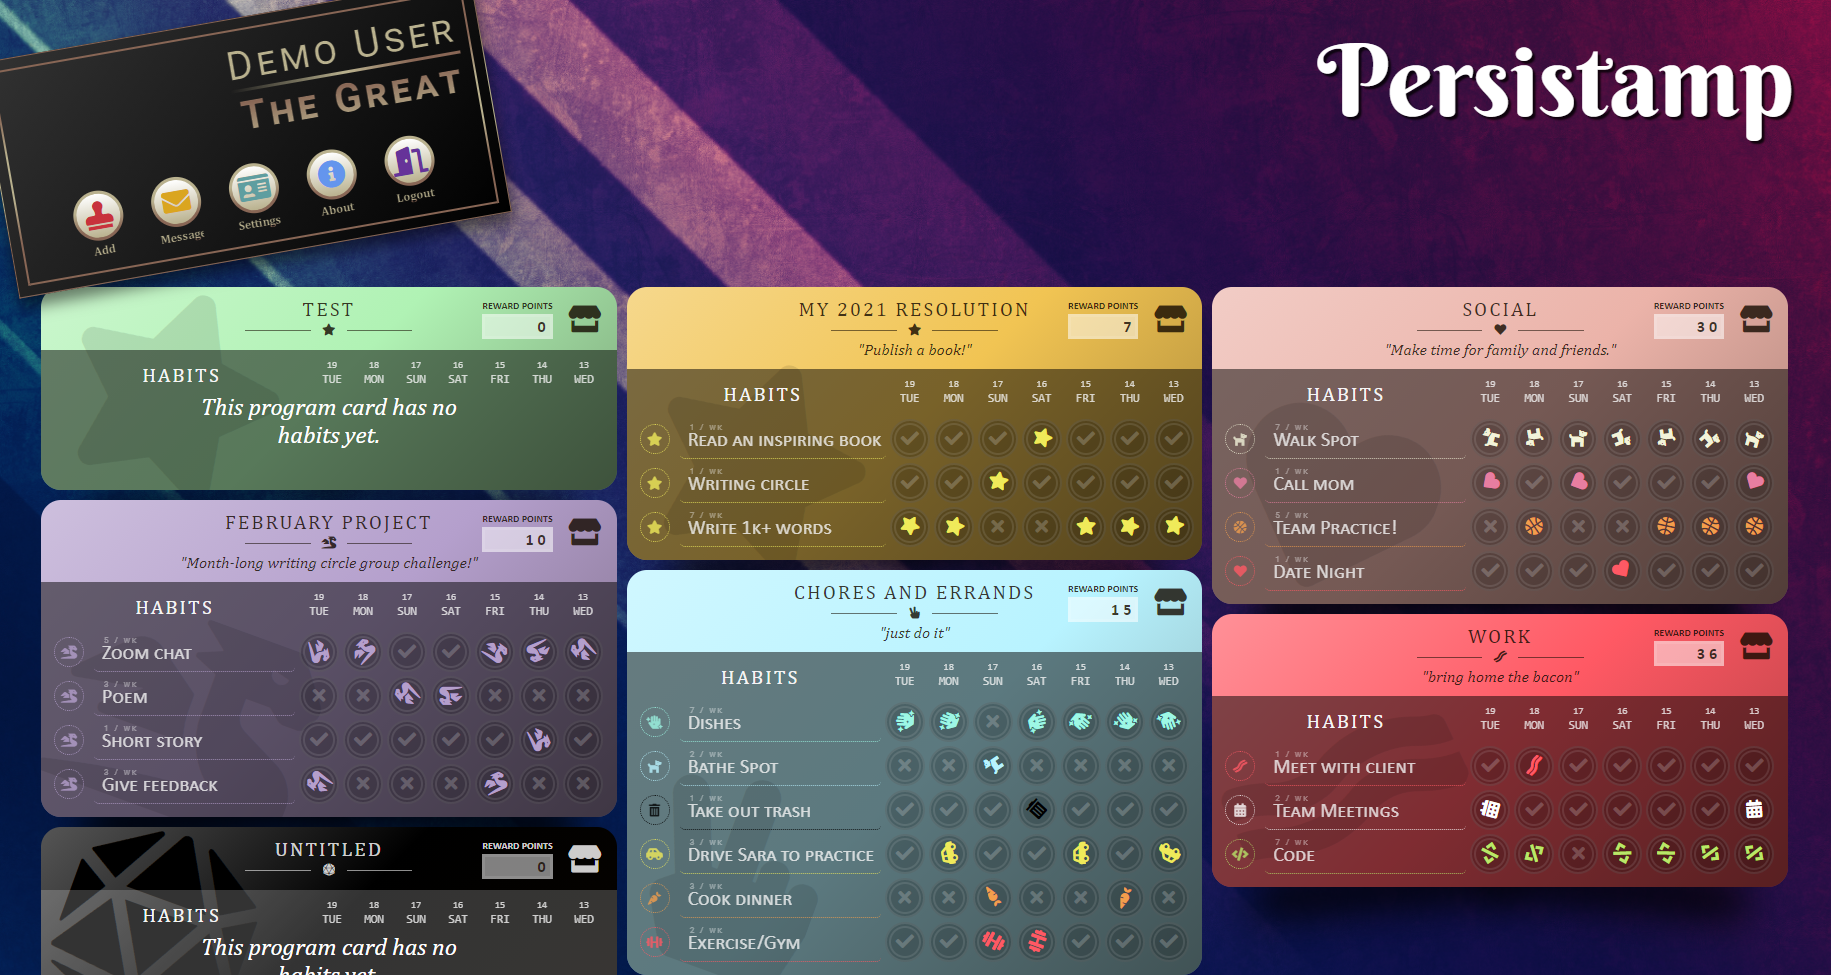 DEMO USER
THE GREAT
Add
Message
Settings
About
Logout
Persistamp
TEST
REWARD POINTS
0
HABITS
19 18 17 16 15 14 13
TUE MON SUN SAT FRI THU WED
This program card has no
habits yet.
FEBRUARY PROJECT
REWARD POINTS
10
"Month-long writing circle group challenge!"
HABITS
19 18 17 16 15 14 13
TUE MON SUN SAT FRI THU WED
5 / WK
ZOOM CHAT
3 / WK
POEM
1 / WK
SHORT STORY
3 / WK
GIVE FEEDBACK
UNTITLED
REWARD POINTS
0
HABITS
19 18 17 16 15 14 13
TUE MON SUN SAT FRI THU WED
This program card has no
habits yet.
MY 2021 RESOLUTION
REWARD POINTS
7
"Publish a book!"
HABITS
19 18 17 16 15 14 13
TUE MON SUN SAT FRI THU WED
1 / WK
READ AN INSPIRING BOOK
1 / WK
WRITING CIRCLE
7 / WK
WRITE 1K+ WORDS
CHORES AND ERRANDS
REWARD POINTS
15
"just do it"
HABITS
19 18 17 16 15 14 13
TUE MON SUN SAT FRI THU WED
7 / WK
DISHES
2 / WK
BATHE SPOT
1 / WK
TAKE OUT TRASH
3 / WK
DRIVE SARA TO PRACTICE
3 / WK
COOK DINNER
2 / WK
EXERCISE/GYM
SOCIAL
REWARD POINTS
30
"Make time for family and friends."
HABITS
19 18 17 16 15 14 13
TUE MON SUN SAT FRI THU WED
7 / WK
WALK SPOT
1 / WK
CALL MOM
5 / WK
TEAM PRACTICE!
1 / WK
DATE NIGHT
WORK
REWARD POINTS
36
"bring home the bacon"
HABITS
19 18 17 16 15 14 13
TUE MON SUN SAT FRI THU WED
1 / WK
MEET WITH CLIENT
2 / WK
TEAM MEETINGS
7 / WK
CODE